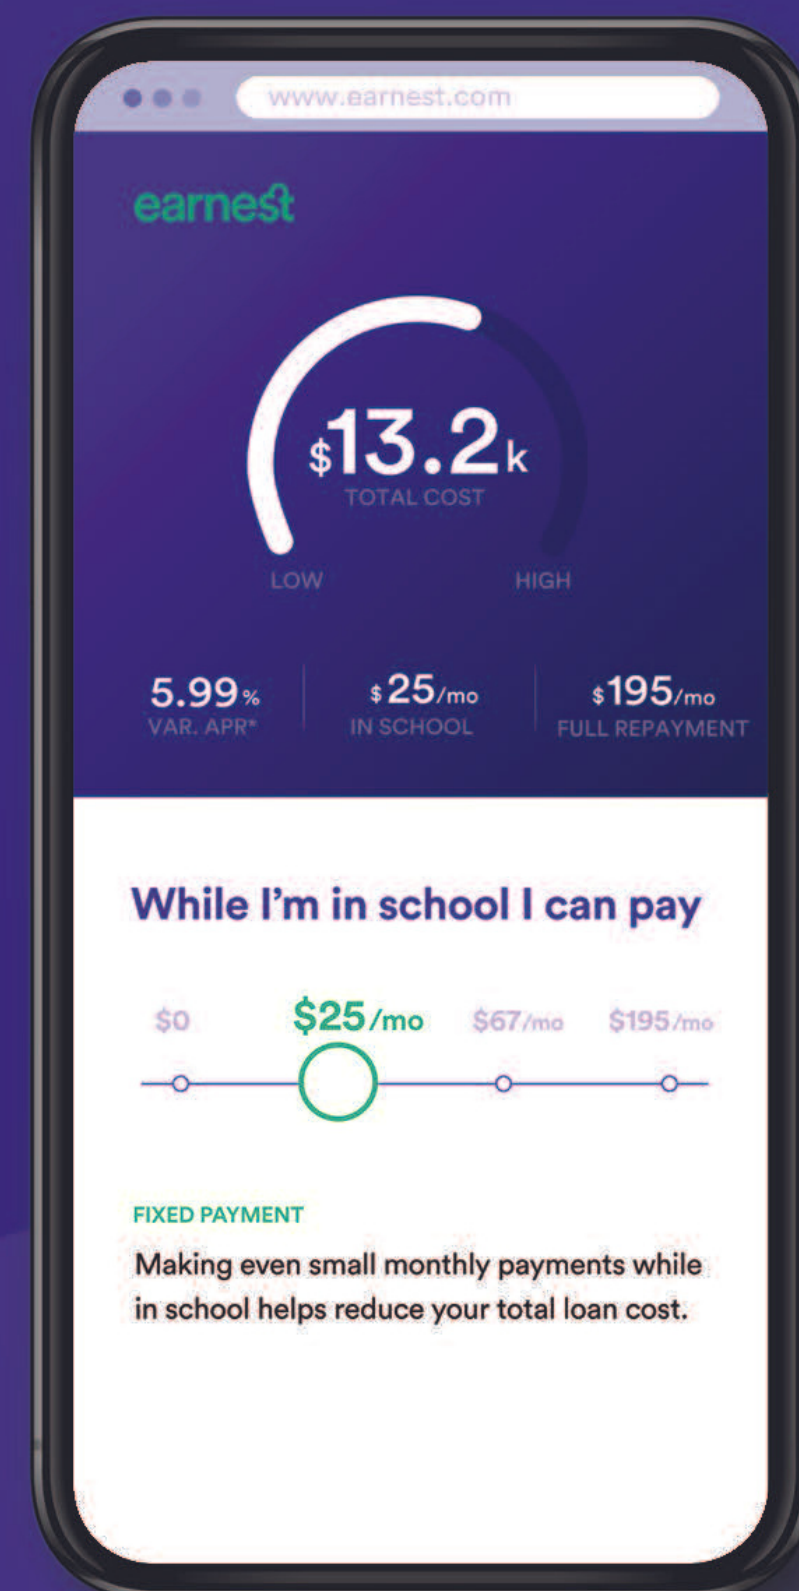 www.earnest.com
earnest
$13.2k
TOTAL COST
LOW HIGH
5.99% $25/mo $195/mo
VAR. APR* IN SCHOOL FULL REPAYMENT
While I'm in school I can pay
$0 $25/mo $67/mo $195/mo
FIXED PAYMENT
Making even small monthly payments while
in school helps reduce your total loan cost.